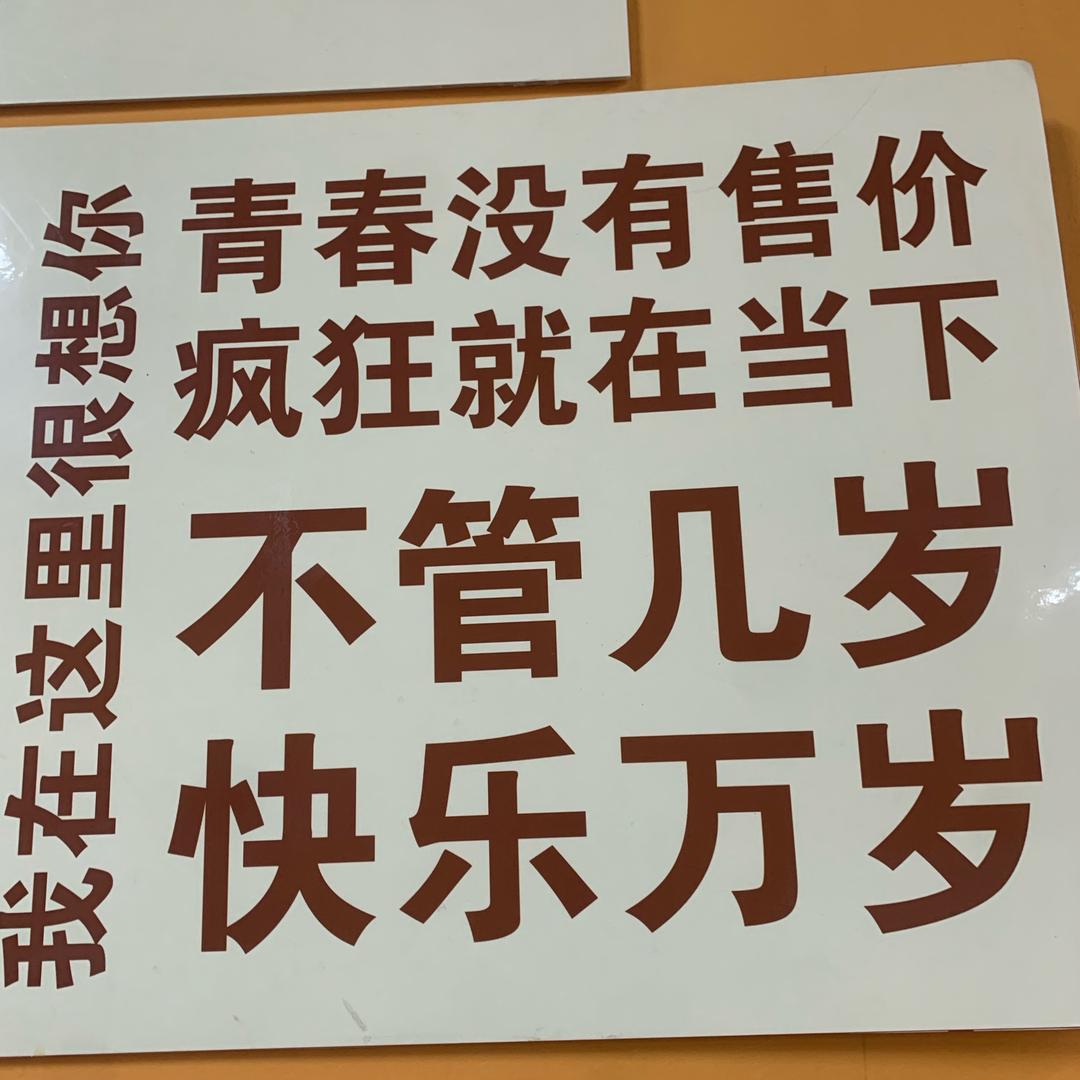 我在这里很想你
青春没有售价
疯狂就在当下
不管几岁
快乐万岁